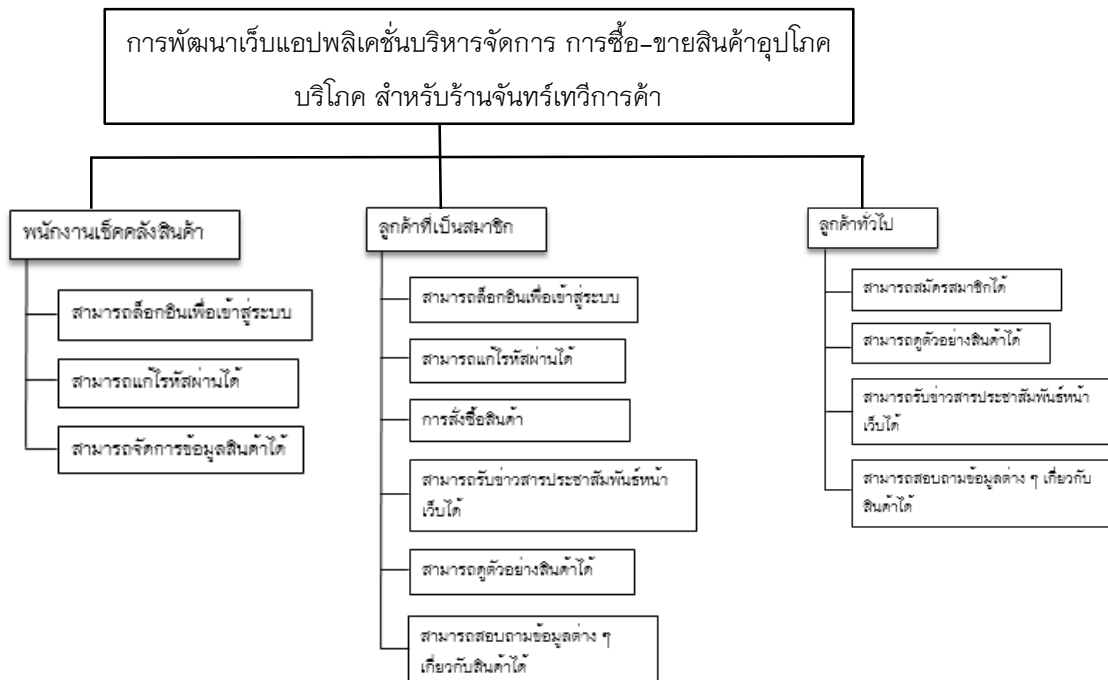 การพัฒนาเว็บแอปพลิเคชั่นบริหารจัดการ การซื้อ-ขายสินค้าอุปโภค
บริโภค สำหรับร้านจันทร์เทวีการค้า
พนักงานเช็คคลังสินค้า
สามารถล็อกอินเพื่อเข้าสู่ระบบ
สามารถแก้ไรหัสผ่านได้
สามารถจัดการข้อมูลสินค้าได้
ลูกค้าที่เป็นสมาชิก
สามารถล็อกอินเพื่อเข้าสู่ระบบ
สามารถแก้ไรหัสผ่านได้
การสั่งซื้อสินค้า
สามารถรับข่าวสารประชาสัมพันธ์หน้า
เว็บได้
สามารถดูตัวอย่างสินค้าได้
สามารถสอบถามข้อมูลต่าง ๆ
เกี่ยวกับสินค้าได้
ลูกค้าทั่วไป
สามารถสมัครสมาชิกได้
สามารถดูตัวอย่างสินค้าได้
สามารถรับข่าวสารประชาสัมพันธ์หน้า
เว็บได้
สามารถสอบถามข้อมูลต่าง ๆ เกี่ยวกับ
สินค้าได้